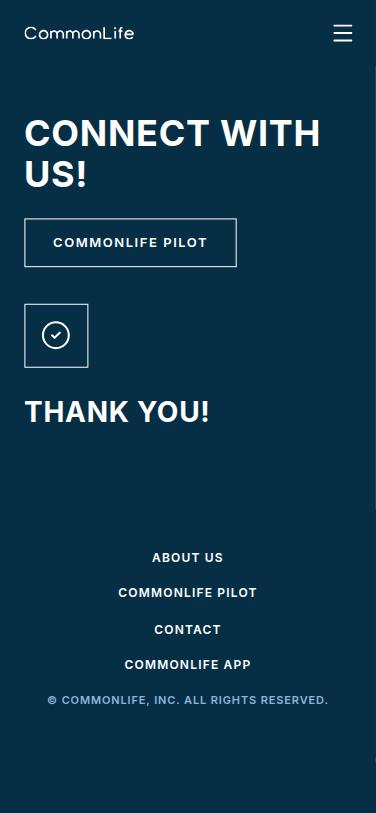 CommonLife
CONNECT WITH
US!
COMMONLIFE PILOT
THANK YOU!
ABOUT US
COMMONLIFE PILOT
CONTACT
COMMONLIFE APP
© COMMONLIFE, INC. ALL RIGHTS RESERVED.